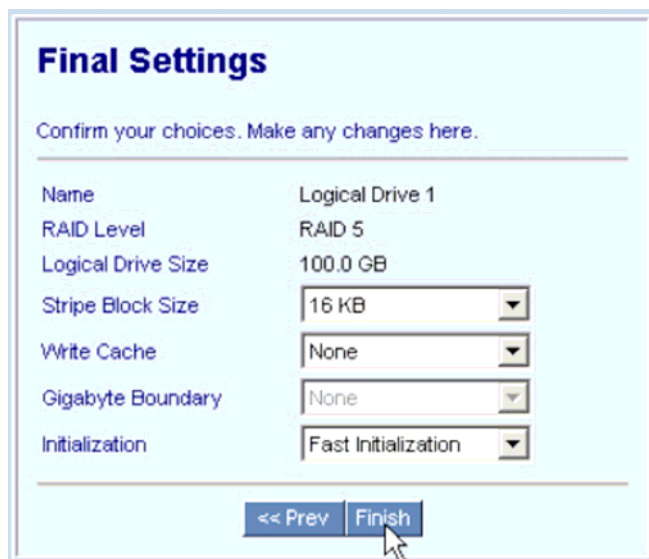 Final Settings
Confirm your choices. Make any changes here.
Name Logical Drive 1
RAID Level RAID 5
Logical Drive Size 100.0 GB
Stripe Block Size 16 KB
Write Cache None
Gigabyte Boundary None
Initialization Fast Initialization
<< Prev Finish